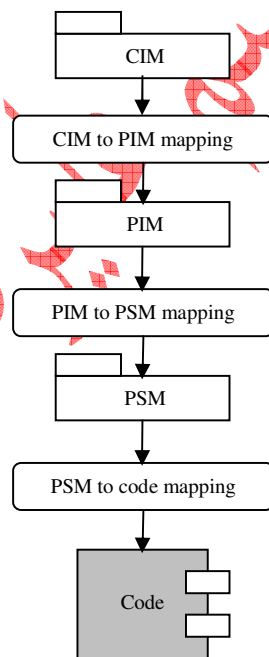 CIM
CIM to PIM mapping
PIM
PIM to PSM mapping
PSM
PSM to code mapping
Code